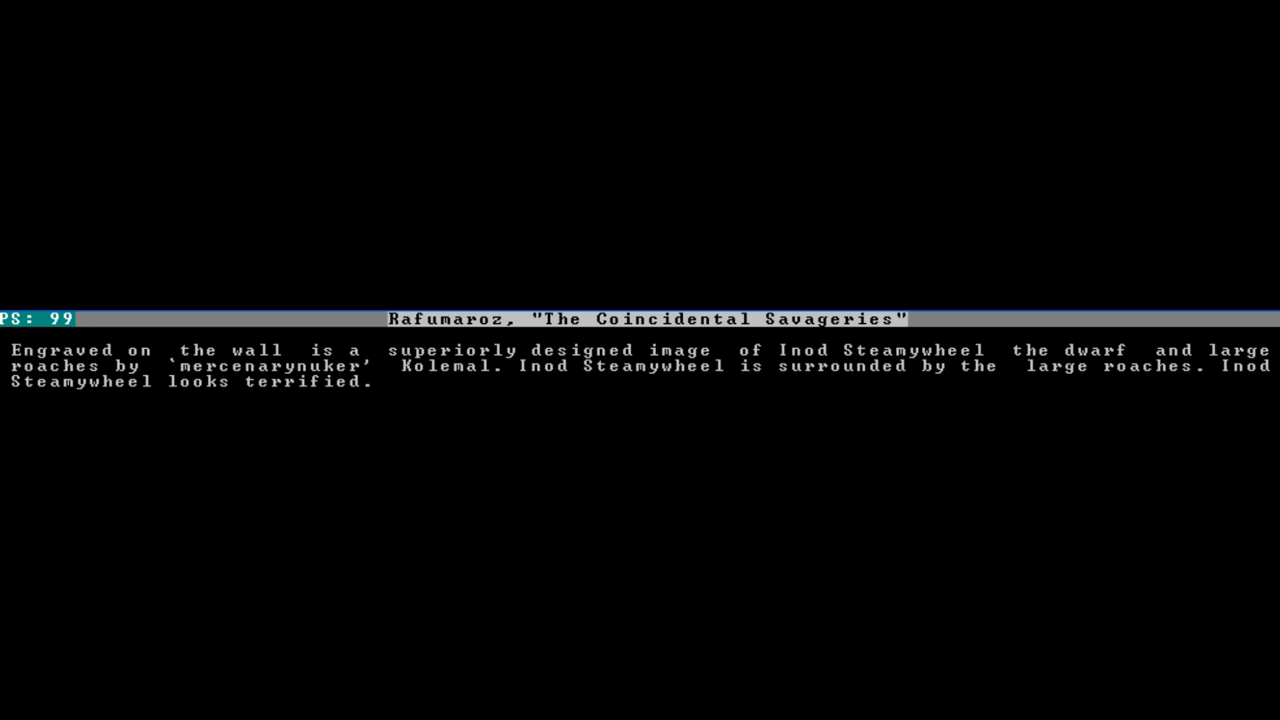 PS: 99
Rafumaroz, "The Coincidental Savageries"
Engraved on the wall is a superiorly designed image of Inod Steamywheel the dwarf and large
roaches by `mercenarynuker' Kolemal. Inod Steamywheel is surrounded by the large roaches. Inod
Steamywheel looks terrified.